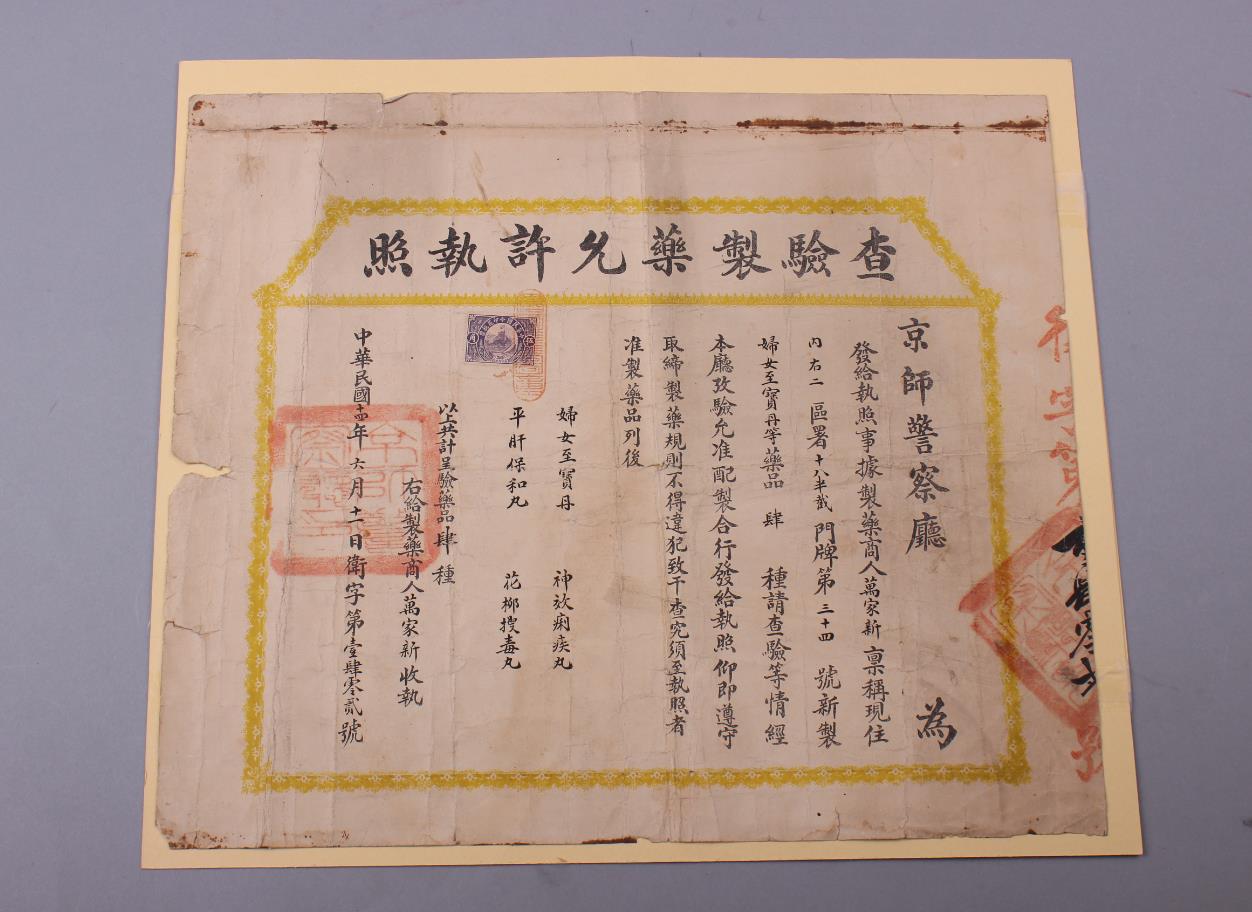 查驗製藥允許執照
京師警察廳 為
發給執照事據製藥商人萬家新稟稱現住
內右二區署十八半截門牌第三十四號新製
婦女至寶丹等藥品肆種請查驗等情經
本廳攷驗允准配製合行發給執照仰即遵守
取締製藥規則不得違犯致干查究須至執照者
准製藥品列後
婦女至寶丹 神效痢疾丸
平肝保和丸 花柳搜毒丸
以上共計呈驗藥品肆種
右給製藥商人萬家新收執
中華民國十四年六月十一日衛字第壹肆零貳號